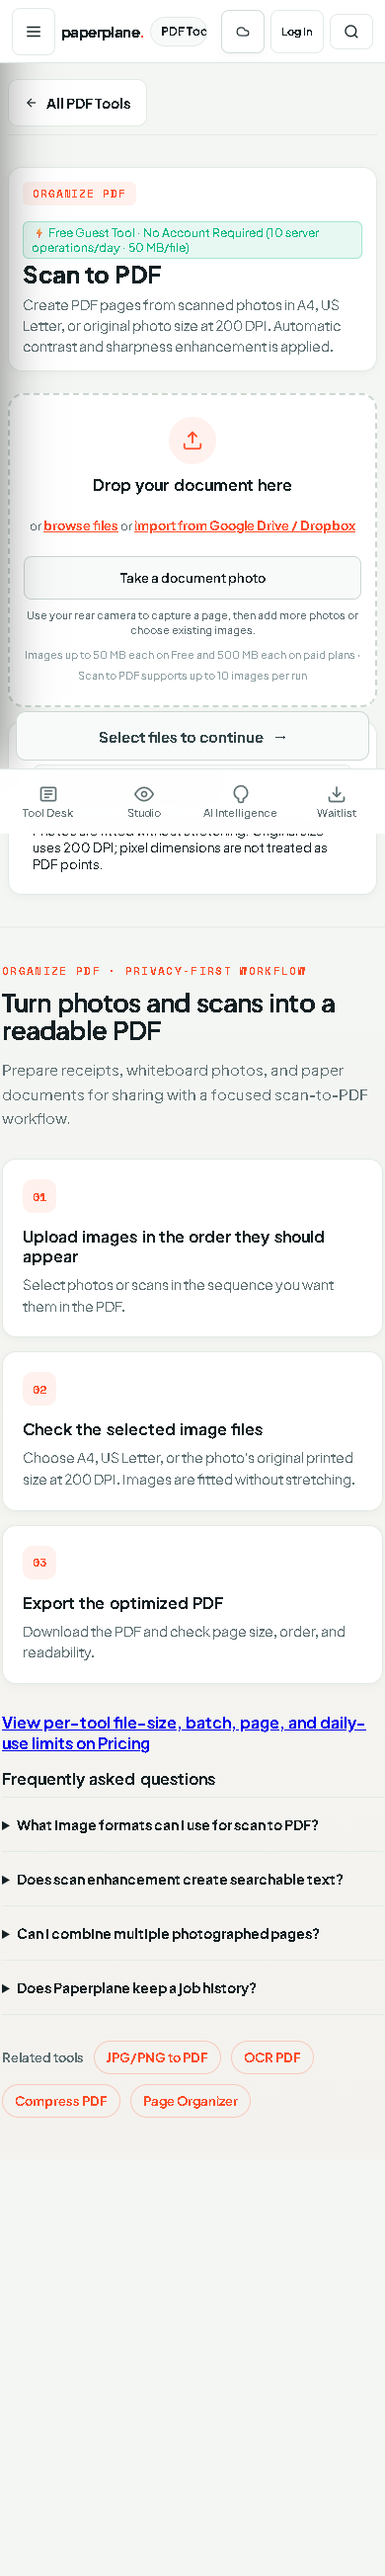 paperplane.
PDF Too
Log In
All PDF Tools
ORGANIZE PDF
Free Guest Tool · No Account Required (10 server
operations/day · 50 MB/file)
Scan to PDF
Create PDF pages from scanned photos in A4, US
Letter, or original photo size at 200 DPI. Automatic
contrast and sharpness enhancement is applied.
Drop your document here
or browse files or import from Google Drive / Dropbox
Take a document photo
Use your rear camera to capture a page, then add more photos or
choose existing images.
Images up to 50 MB each on Free and 500 MB each on paid plans ·
Scan to PDF supports up to 10 images per run
Select files to continue →
Tool Desk
Studio
AI Intelligence
Waitlist
Photos are fitted without stretching. Original size
uses 200 DPI; pixel dimensions are not treated as
PDF points.
ORGANIZE PDF · PRIVACY-FIRST WORKFLOW
Turn photos and scans into a
readable PDF
Prepare receipts, whiteboard photos, and paper
documents for sharing with a focused scan-to-PDF
workflow.
01
Upload images in the order they should
appear
Select photos or scans in the sequence you want
them in the PDF.
02
Check the selected image files
Choose A4, US Letter, or the photo's original printed
size at 200 DPI. Images are fitted without stretching.
03
Export the optimized PDF
Download the PDF and check page size, order, and
readability.
View per-tool file-size, batch, page, and daily-
use limits on Pricing
Frequently asked questions
What image formats can I use for scan to PDF?
Does scan enhancement create searchable text?
Can I combine multiple photographed pages?
Does Paperplane keep a job history?
Related tools
JPG/PNG to PDF
OCR PDF
Compress PDF
Page Organizer